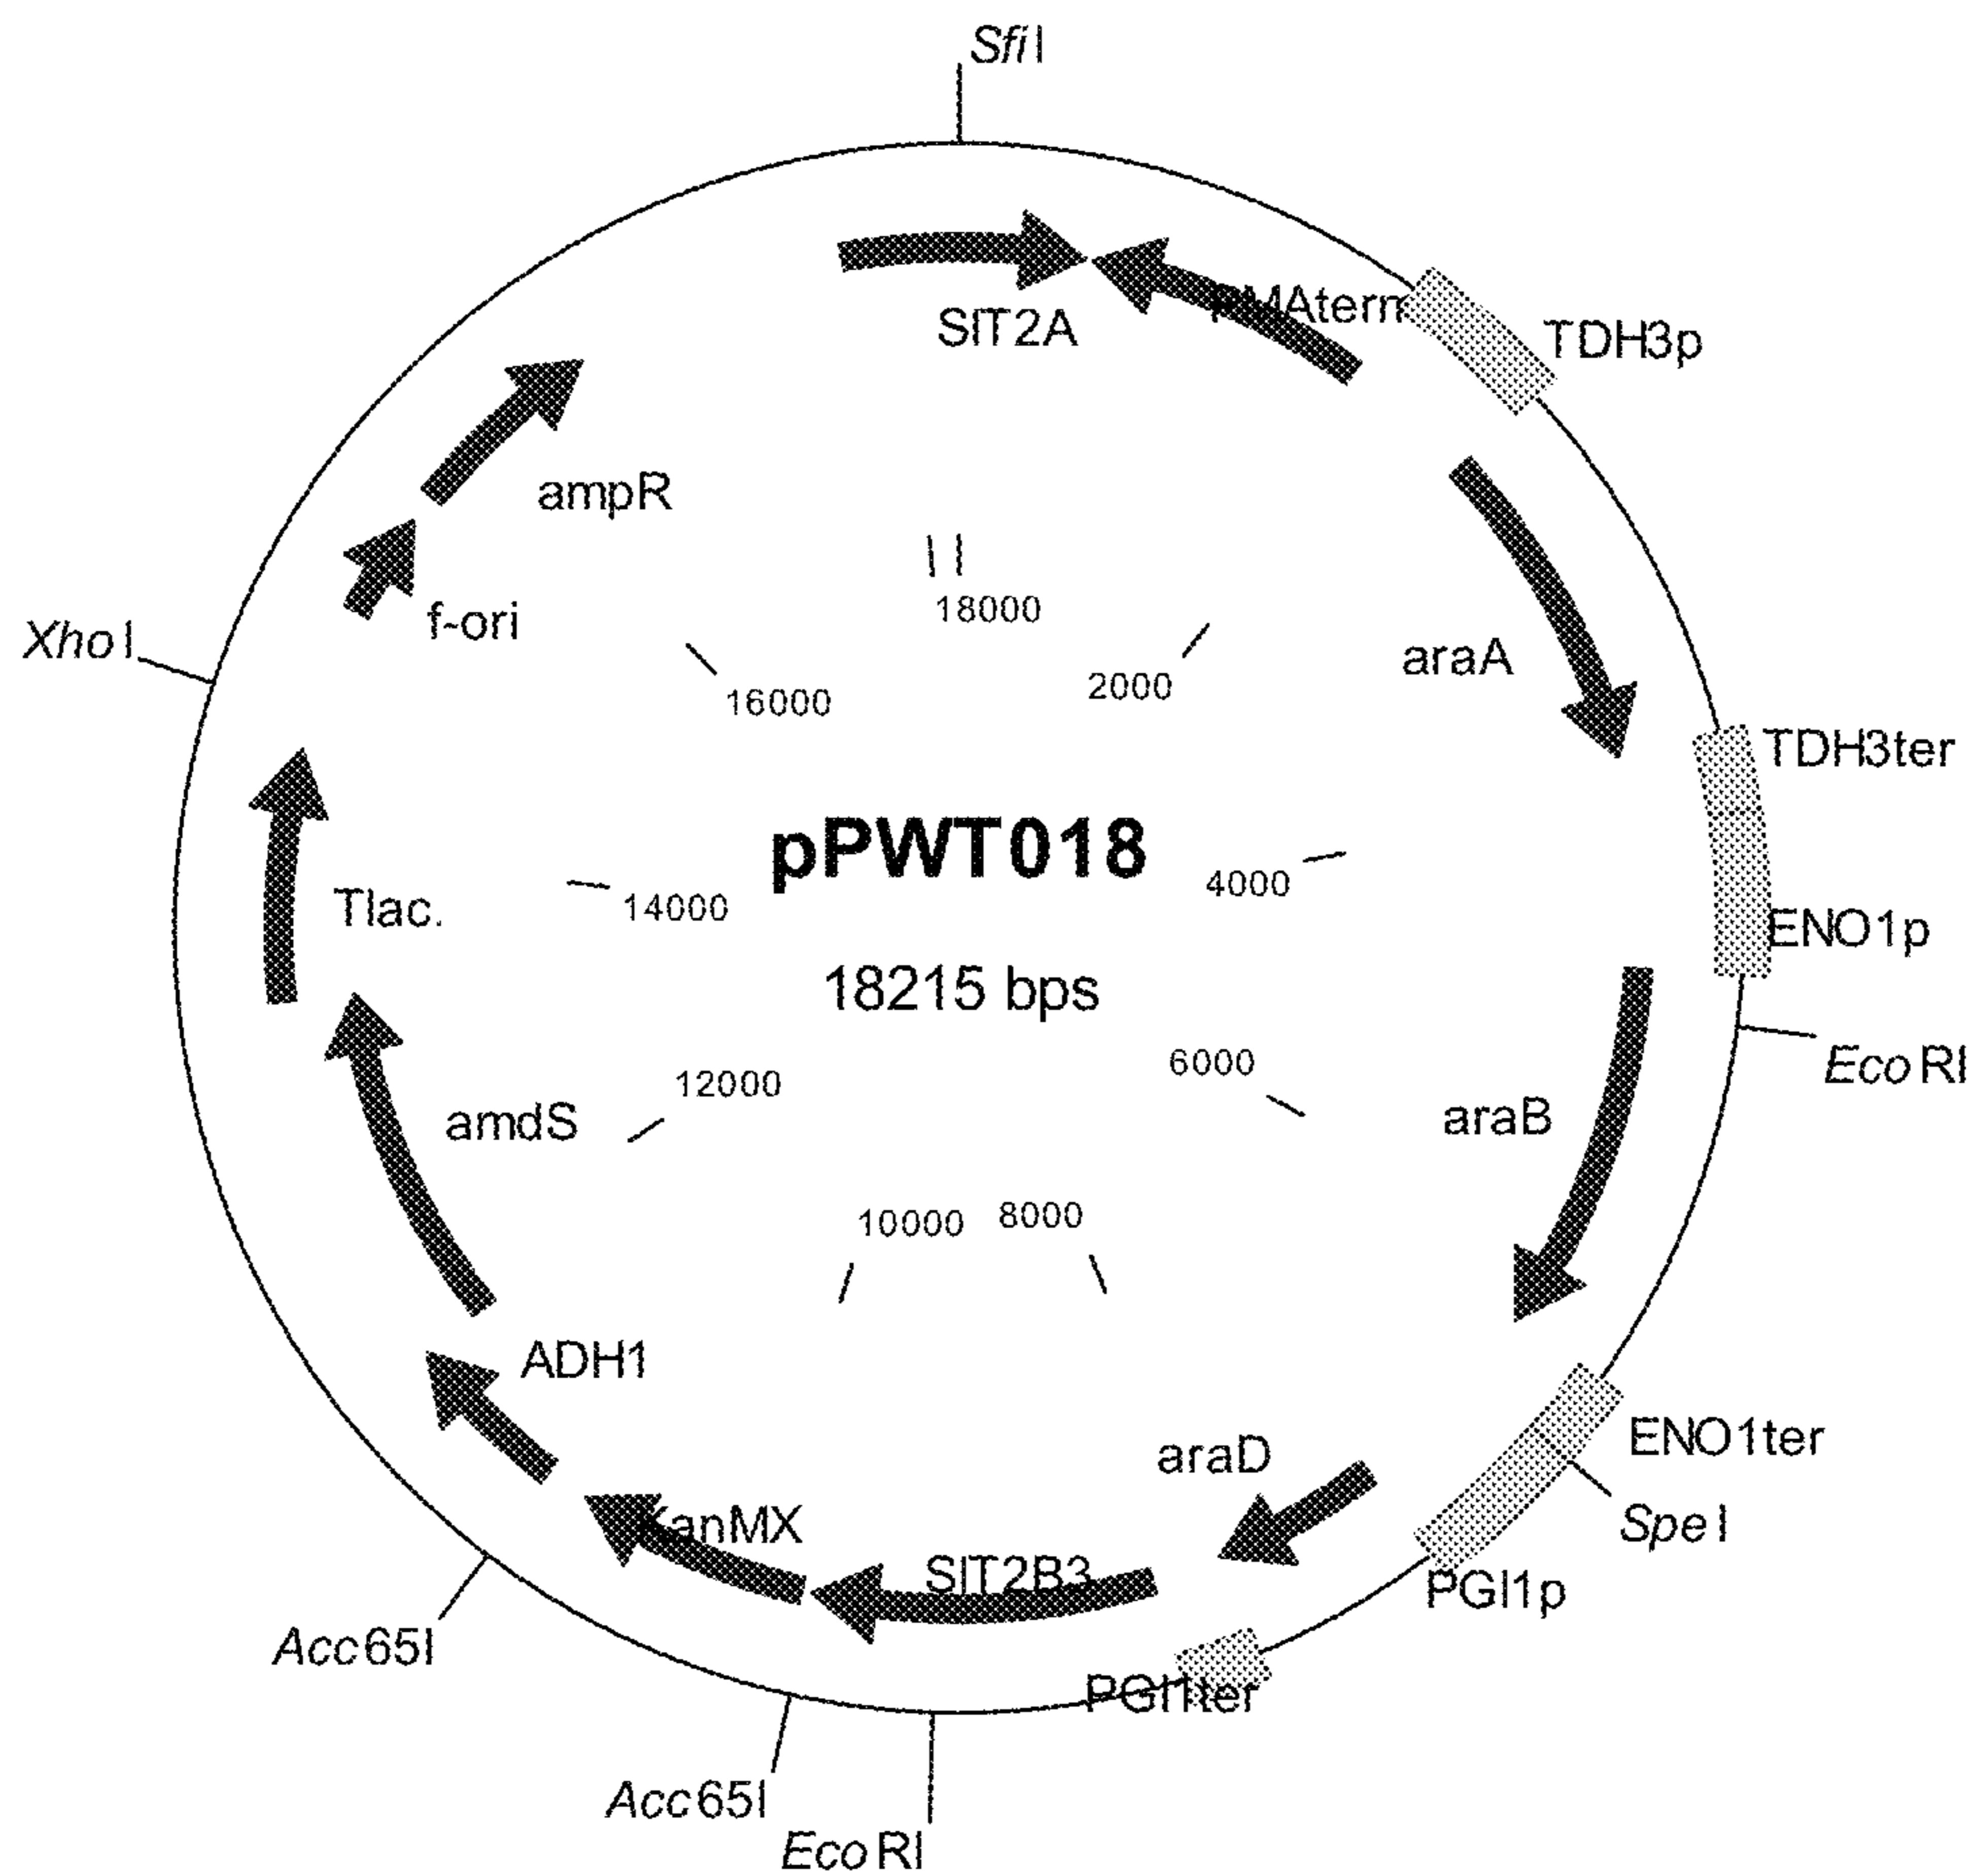 SfiI
SIT2A
PMAterm
TDH3p
ampR
f-ori
XhoI
18000
16000
2000
araA
TDH3ter
pPWT018
4000
14000
Tlac.
ENO1p
18215 bps
EcoRI
6000
12000
amdS
araB
10000
8000
ADH1
ENO1ter
araD
SpeI
KanMX
SIT2B3
PGI1p
Acc65I
PGI1ter
Acc65I
EcoRI